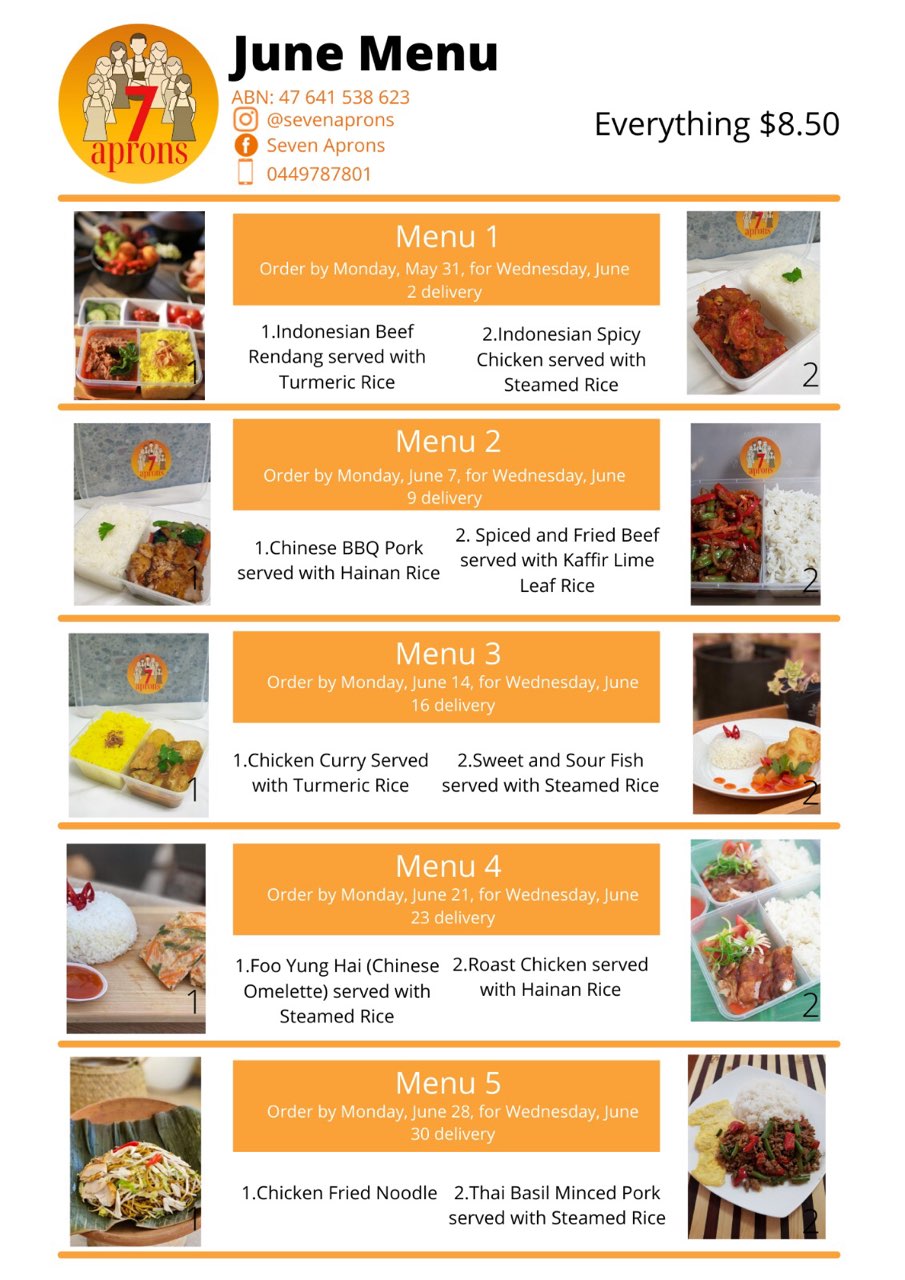 7
aprons
June Menu
ABN: 47 641 538 623
@sevenaprons
Seven Aprons
0449787801
Everything $8.50
Menu 1
Order by Monday, May 31, for Wednesday, June
2 delivery
1.Indonesian Beef
Rendang served with
Turmeric Rice
1
2.Indonesian Spicy
Chicken served with
Steamed Rice
aprons
2
Menu 2
Order by Monday, June 7, for Wednesday, June
9 delivery
7
aprons
1
1.Chinese BBQ Pork
served with Hainan Rice
2. Spiced and Fried Beef
served with Kaffir Lime
Leaf Rice
7
aprons
2
Menu 3
Order by Monday, June 14, for Wednesday, June
16 delivery
7
aprons
1
1.Chicken Curry Served
with Turmeric Rice
2.Sweet and Sour Fish
served with Steamed Rice
2
Menu 4
Order by Monday, June 21, for Wednesday, June
23 delivery
1
1.Foo Yung Hai (Chinese
Omelette) served with
Steamed Rice
2.Roast Chicken served
with Hainan Rice
2
Menu 5
Order by Monday, June 28, for Wednesday, June
30 delivery
1
1.Chicken Fried Noodle
2.Thai Basil Minced Pork
served with Steamed Rice
2